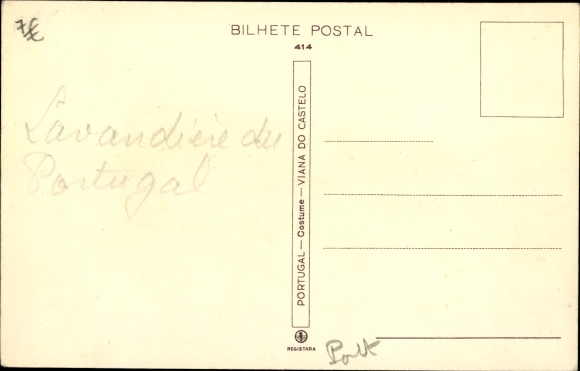 7€
BILHETE POSTAL
414
Lavandière du
Portugal
PORTUGAL — Costume — VIANA DO CASTELO
REGISTADA
Port